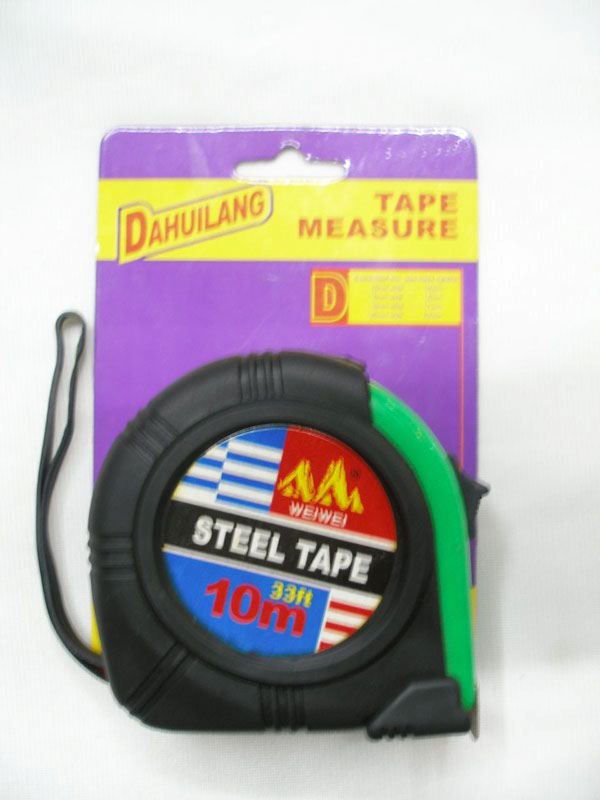 DAHUILANG
TAPE
MEASURE
D
®
WEIWEI
STEEL TAPE
33ft
10m